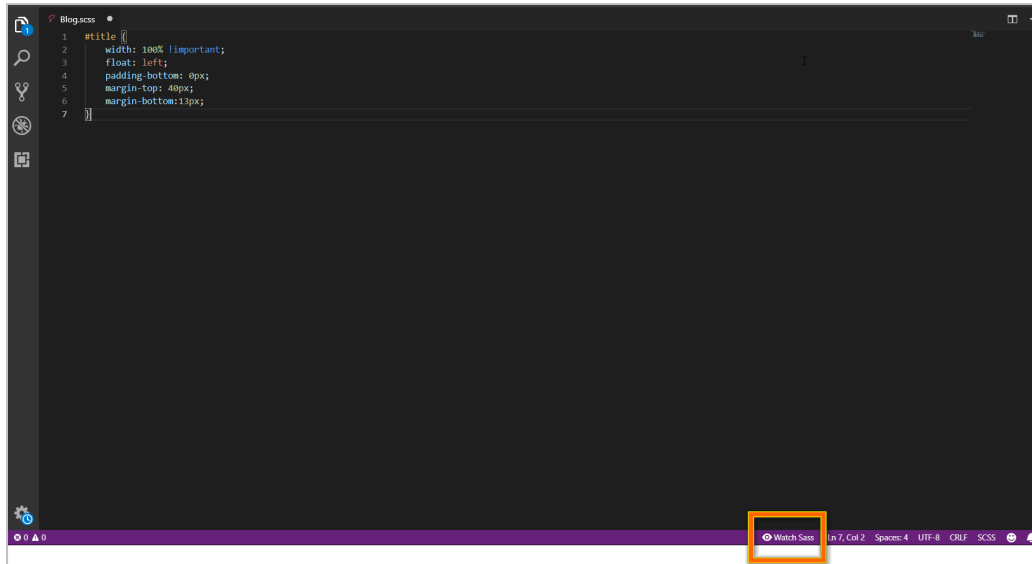 1
Blog.scss
1 #title {
2 width: 100% !important;
3 float: left;
4 padding-bottom: 0px;
5 margin-top: 40px;
6 margin-bottom:13px;
7 }
0 0 Watch Sass Ln 7, Col 2 Spaces: 4 UTF-8 CRLF SCSS